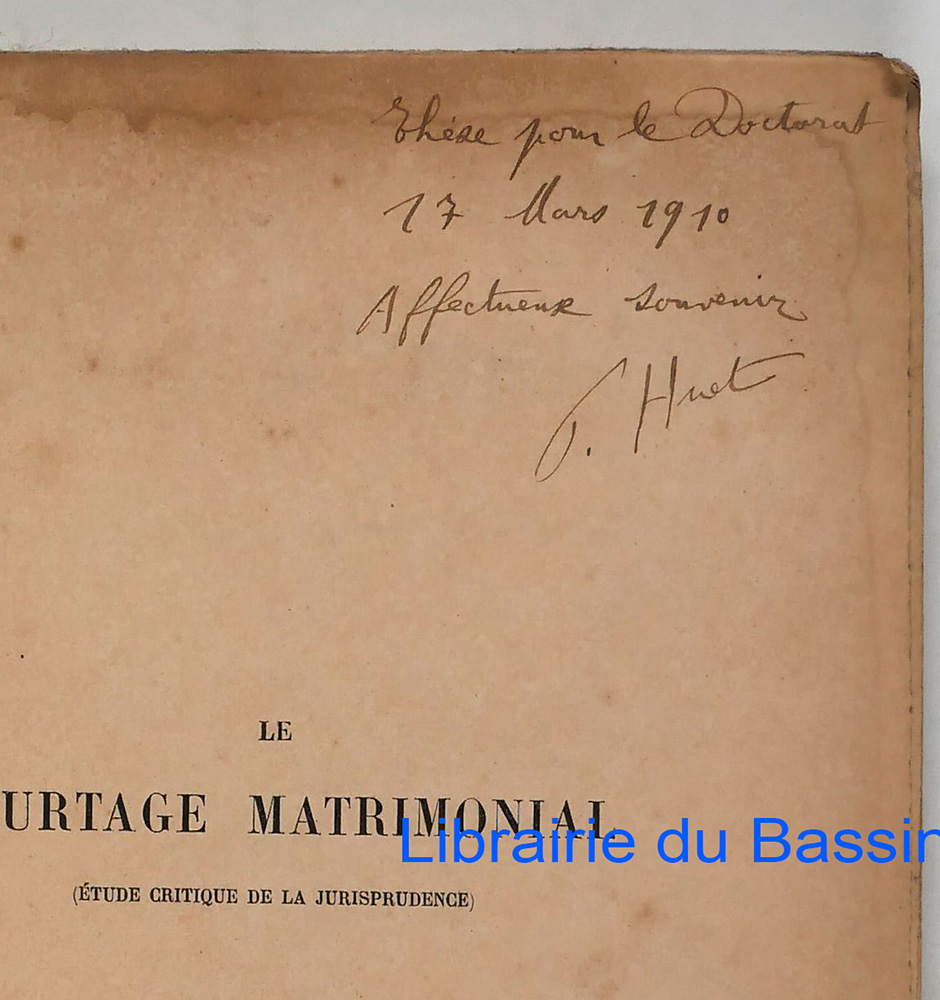 Thèse pour le Doctorat
17 Mars 1910
Affectueux souvenir
P. Huet
LE
URTAGE MATRIMONIAL
Librairie du Bassin
(ÉTUDE CRITIQUE DE LA JURISPRUDENCE)